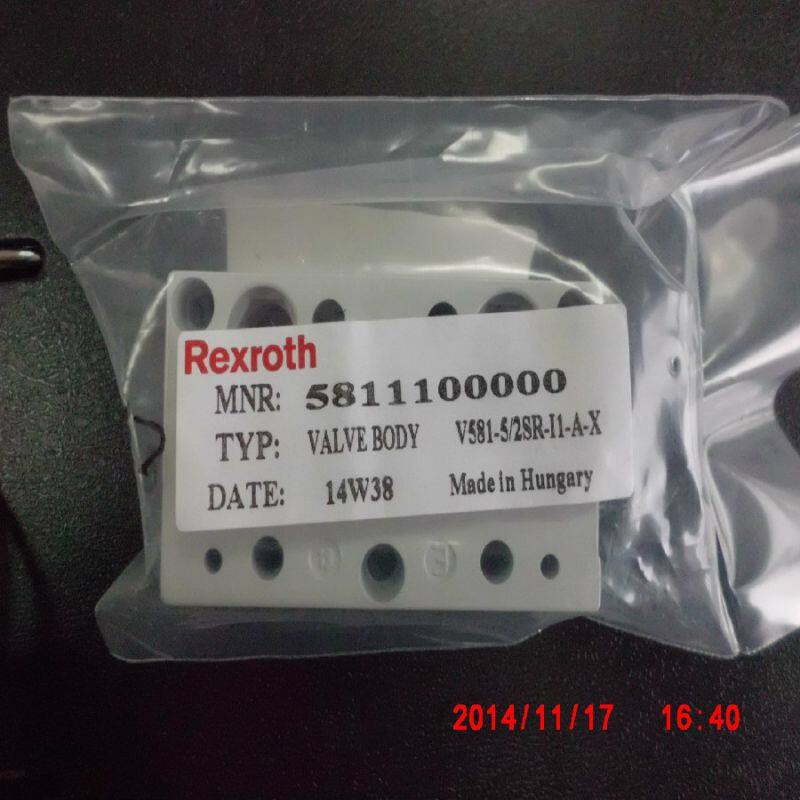 Rexroth
MNR: 5811100000
TYP: VALVE BODY V581-5/2SR-I1-A-X
DATE: 14W38 Made in Hungary
2014/11/17 16:40